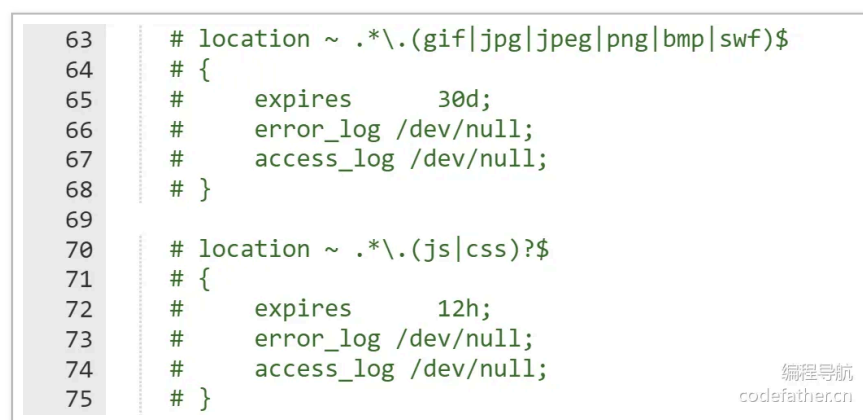 63 # location ~ .*\.(gif|jpg|jpeg|png|bmp|swf)$
64 # {
65 #     expires      30d;
66 #     error_log /dev/null;
67 #     access_log /dev/null;
68 # }
69
70 # location ~ .*\.(js|css)?$
71 # {
72 #     expires      12h;
73 #     error_log /dev/null;
74 #     access_log /dev/null;
75 # }
编程导航
codefather.cn